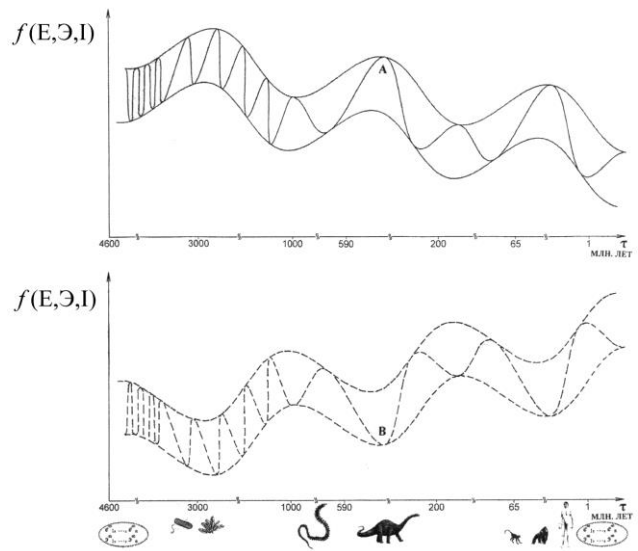 f(E,Э,I)
A
4600 3000 1000 590 200 65 1 τ
МЛН. ЛЕТ
f(E,Э,I)
B
4600 3000 1000 590 200 65 1 τ
МЛН. ЛЕТ